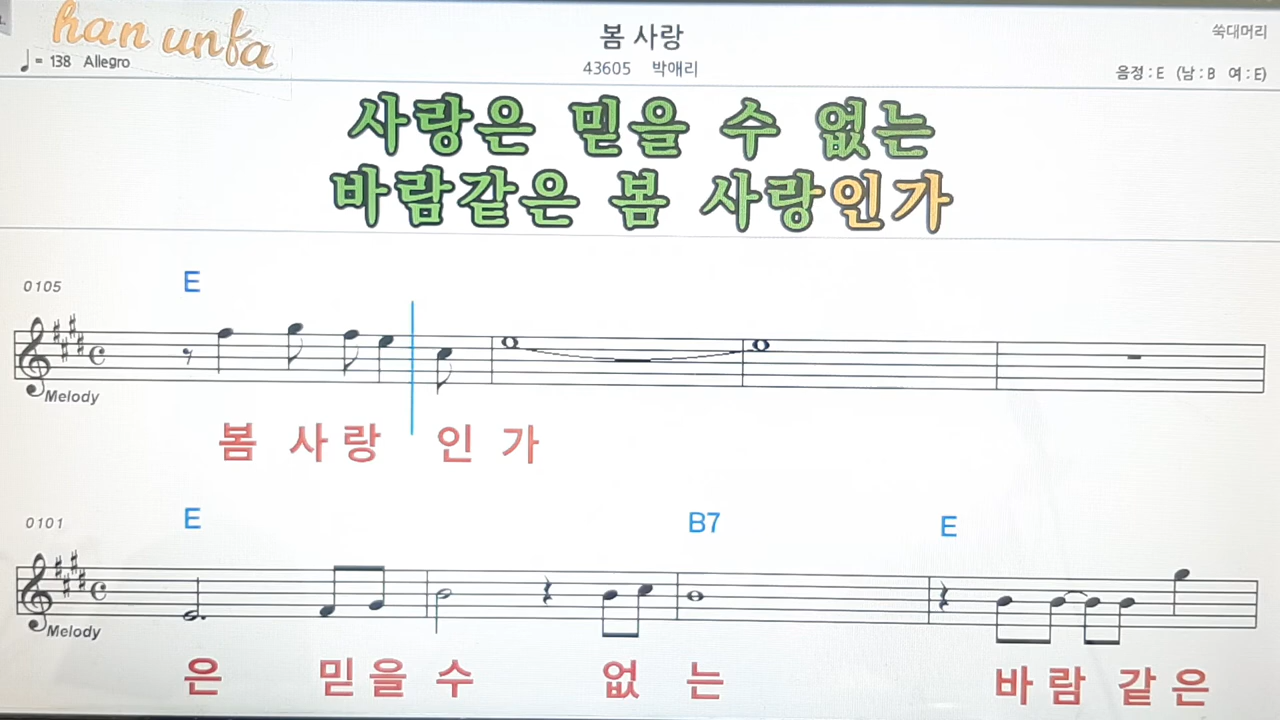 han unfa
봄 사랑
쑥대머리
♩= 138 Allegro
43605 박애리
음정 : E (남 : B 여 : E)
사랑은 믿을 수 없는
바람같은 봄 사랑인가
0105
E
Melody
봄 사 랑 인 가
0101
E B7 E
Melody
은 믿 을 수 없 는 바 람 같 은